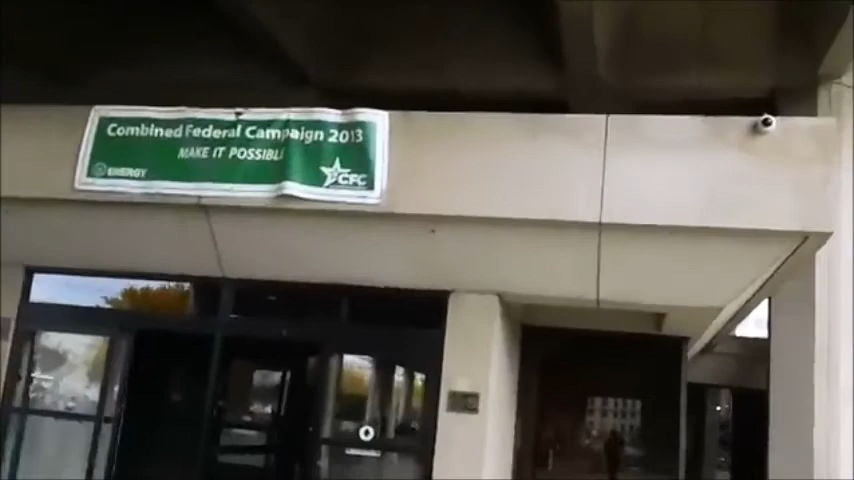 Combined Federal Campaign 2013
MAKE IT POSSIBLE
ENERGY
CFC